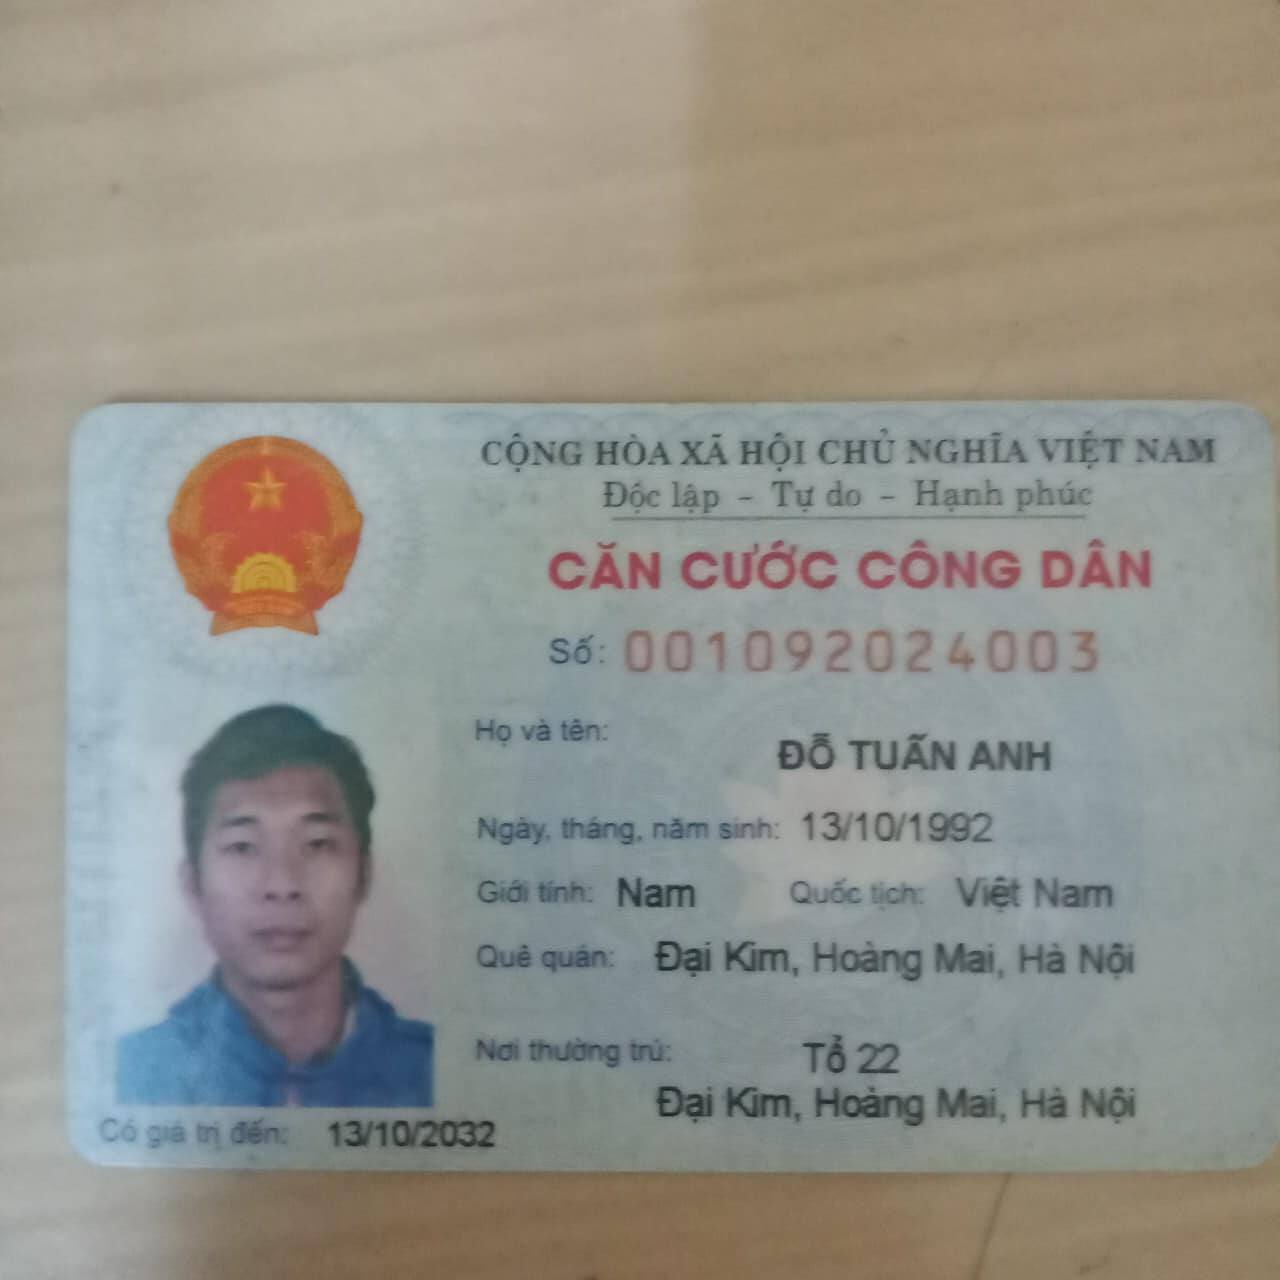 CỘNG HÒA XÃ HỘI CHỦ NGHĨA VIỆT NAM
Độc lập - Tự do - Hạnh phúc
CĂN CƯỚC CÔNG DÂN
Số: 001092024003
Họ và tên:
ĐỖ TUẤN ANH
Ngày, tháng, năm sinh: 13/10/1992
Giới tính: Nam Quốc tịch: Việt Nam
Quê quán: Đại Kim, Hoàng Mai, Hà Nội
Nơi thường trú: Tổ 22
Đại Kim, Hoàng Mai, Hà Nội
Có giá trị đến: 13/10/2032